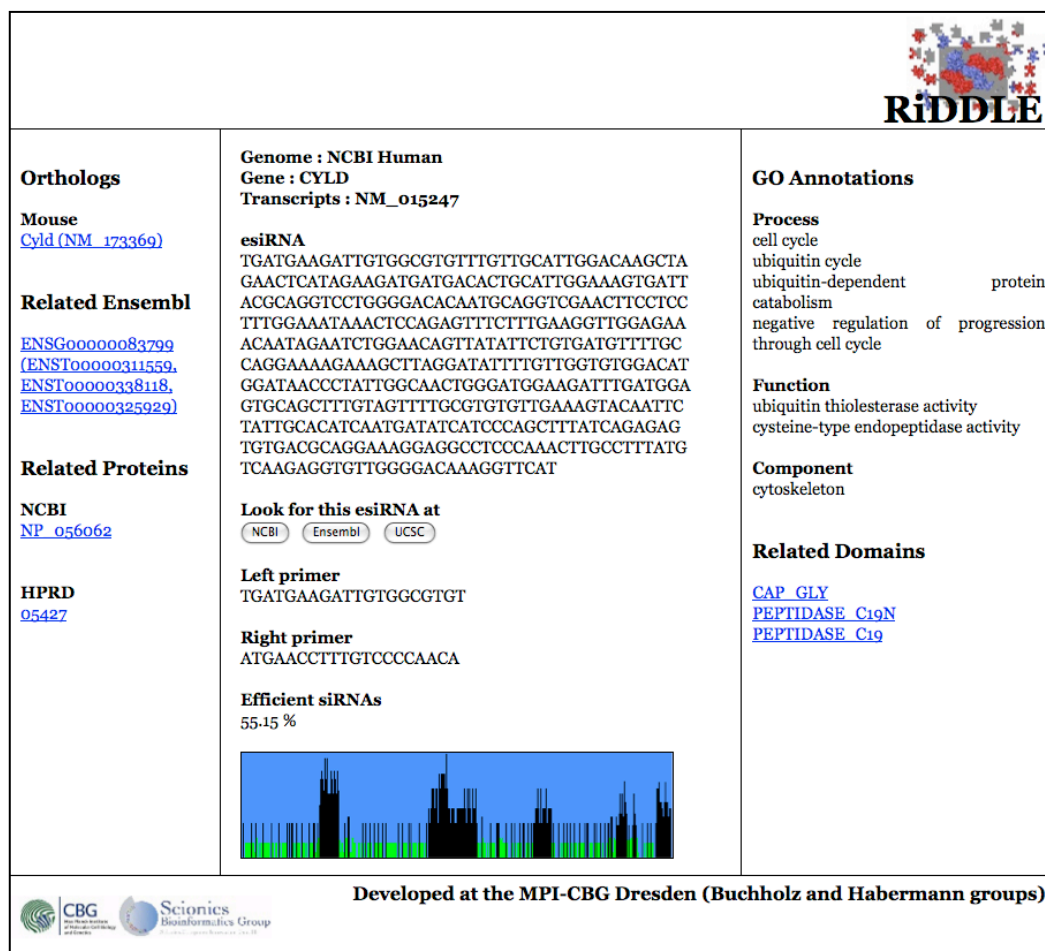 RiDDLE
Orthologs
Mouse
Cyld (NM_173369)
Related Ensembl
ENSG00000083799
(ENST00000311559,
ENST00000338118,
ENST00000325929)
Related Proteins
NCBI
NP_056062
HPRD
05427
Genome : NCBI Human
Gene : CYLD
Transcripts : NM_015247
esiRNA
TGATGAAGATTGTGGCGTGTTTGTTGCATTGGACAAGCTA
GAACTCATAGAAGATGATGACACTGCATTGGAAAGTGATT
ACGCAGGTCCTGGGGACACAATGCAGGTCGAACTTCCTCC
TTTGGAAATAAACTCCAGAGTTTCTTTGAAGGTTGGAGAA
ACAATAGAATCTGGAACAGTTATATTCTGTGATGTTTTGC
CAGGAAAAGAAAGCTTAGGATATTTTGTTGGTGTGGACAT
GGATAACCCTATTGGCAACTGGGATGGAAGATTTGATGGA
GTGCAGCTTTGTAGTTTTGCGTGTGTTGAAAGTACAATTC
TATTGCACATCAATGATATCATCCCAGCTTTATCAGAGAG
TGTGACGCAGGAAAGGAGGCCTCCCAAACTTGCCTTTATG
TCAAGAGGTGTTGGGGACAAAGGTTCAT
Look for this esiRNA at
NCBI Ensembl UCSC
Left primer
TGATGAAGATTGTGGCGTGT
Right primer
ATGAACCTTTGTCCCCAACA
Efficient siRNAs
55.15 %
GO Annotations
Process
cell cycle
ubiquitin cycle
ubiquitin-dependent protein
catabolism
negative regulation of progression
through cell cycle
Function
ubiquitin thiolesterase activity
cysteine-type endopeptidase activity
Component
cytoskeleton
Related Domains
CAP_GLY
PEPTIDASE_C19N
PEPTIDASE_C19
CBG
Scionics
Bioinformatics Group
Developed at the MPI-CBG Dresden (Buchholz and Habermann groups)